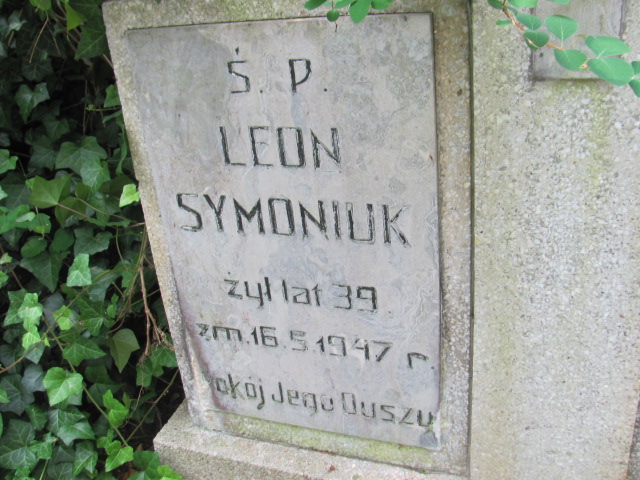 Ś. P.
LEON
SYMONIUK
żył lat 39
zm. 16.5.1947 r.
pokój Jego Duszy